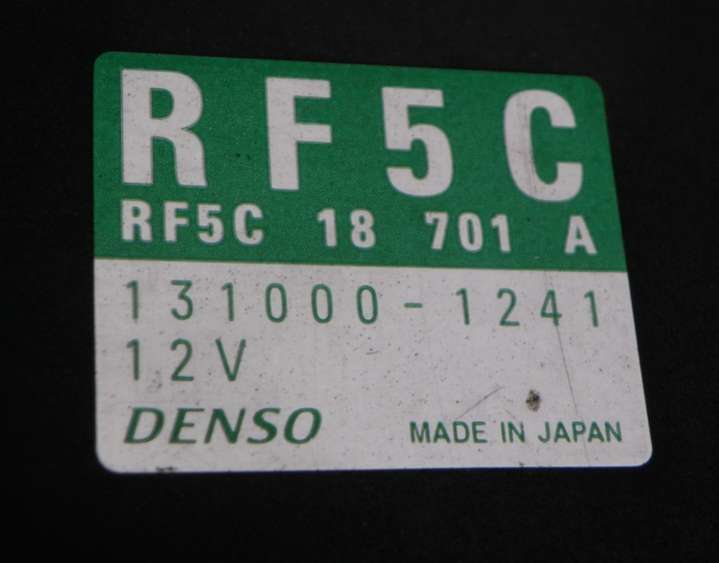 RF5C
RF5C 18 701 A
131000-1241
12V
DENSO MADE IN JAPAN